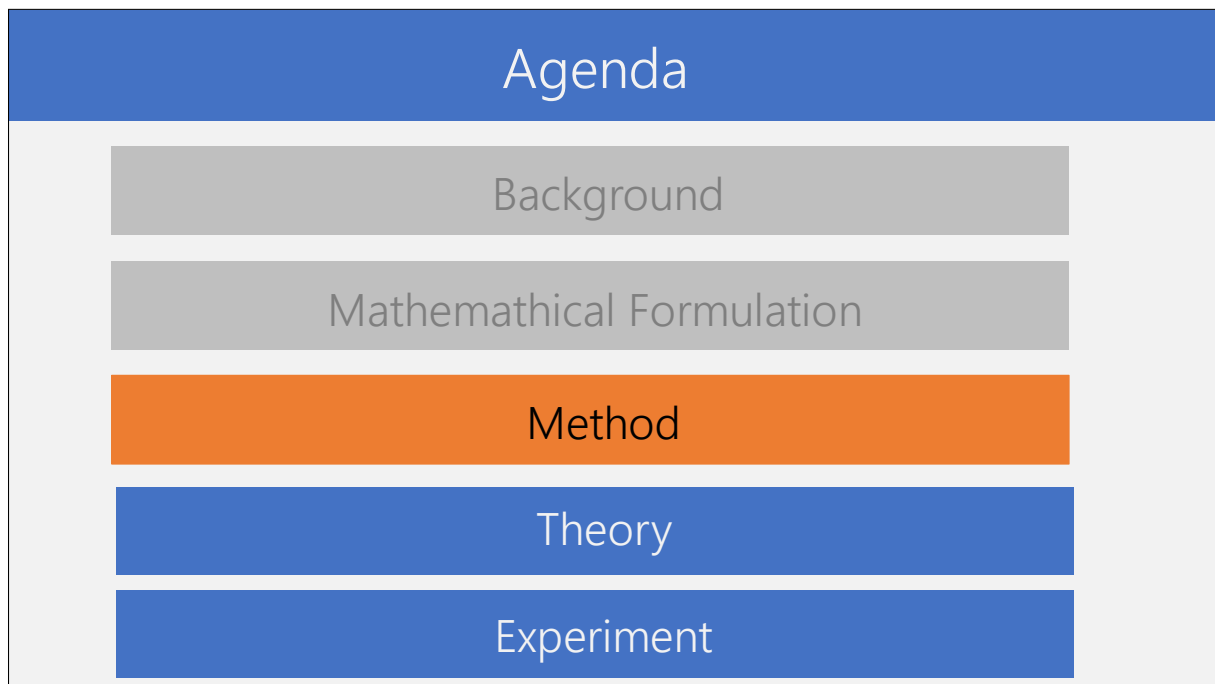 Agenda
Background
Mathemathical Formulation
Method
Theory
Experiment